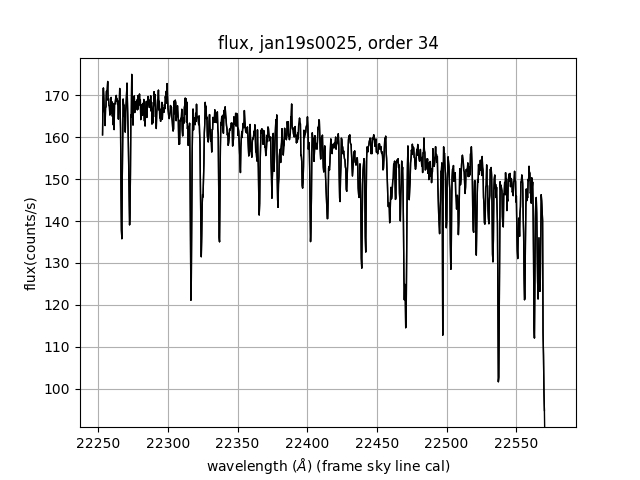 flux, jan19s0025, order 34
170
160
150
140
130
120
110
100
flux(counts/s)
22250 22300 22350 22400 22450 22500 22550
wavelength (Å) (frame sky line cal)